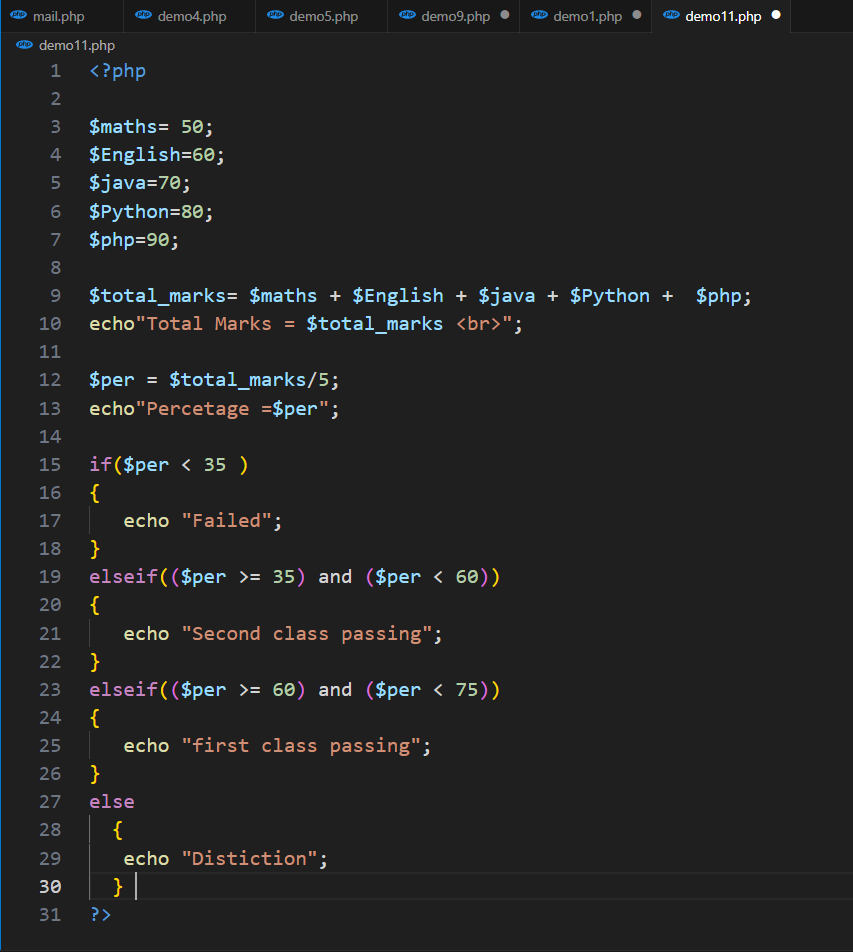 mail.php demo4.php demo5.php demo9.php demo1.php demo11.php
demo11.php
1 <?php
2
3 $maths= 50;
4 $English=60;
5 $java=70;
6 $Python=80;
7 $php=90;
8
9 $total_marks= $maths + $English + $java + $Python +  $php;
10 echo"Total Marks = $total_marks <br>";
11
12 $per = $total_marks/5;
13 echo"Percetage =$per";
14
15 if($per < 35 )
16 {
17    echo "Failed";
18 }
19 elseif(($per >= 35) and ($per < 60))
20 {
21    echo "Second class passing";
22 }
23 elseif(($per >= 60) and ($per < 75))
24 {
25    echo "first class passing";
26 }
27 else
28   {
29    echo "Distiction";
30   }
31 ?>